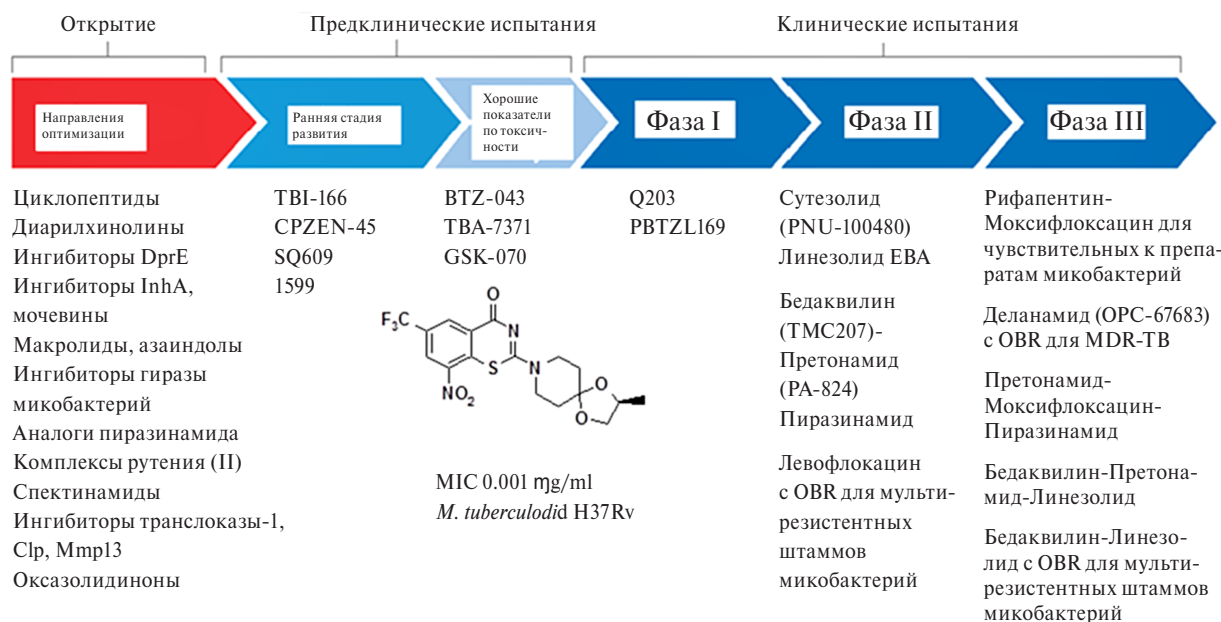 Открытие
Предклинические испытания
Клинические испытания
Направления
оптимизации
Ранняя стадия
развития
Хорошие
показатели
по токсич-
ности
Фаза I
Фаза II
Фаза III
Циклопептиды
Диарилхинолины
Ингибиторы DprE
Ингибиторы InhA,
мочевины
Макролиды, азаиндолы
Ингибиторы гиразы
микобактерий
Аналоги пиразинамида
Комплексы рутения (II)
Спектинамиды
Ингибиторы транслоказы-1,
Clp, Mmp13
Оксазолидиноны
TBI-166
CPZEN-45
SQ609
1599
BTZ-043
TBA-7371
GSK-070
F3C
O
N
S
N
NO2
O
O
MIC 0.001 ɱg/ml
M. tuberculodid H37Rv
Q203
PBTZL169
Сутезолид
(PNU-100480)
Линезолид EBA
Бедаквилин
(TMC207)-
Претонамид
(PA-824)
Пиразинамид
Левофлокацин
с OBR для мульти-
резистентных
штаммов
микобактерий
Рифапентин-
Моксифлоксацин для
чувствительных к препа-
ратам микобактерий
Деланамид (OPC-67683)
с OBR для MDR-TB
Претонамид-
Моксифлоксацин-
Пиразинамид
Бедаквилин-Претона-
мид-Линезолид
Бедаквилин-Линезо-
лид с OBR для мульти-
резистентных штаммов
микобактерий